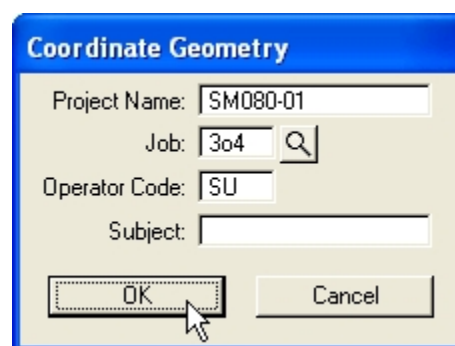 Coordinate Geometry
Project Name: SM080-01
Job: 3o4
Operator Code: SU
Subject:
OK Cancel